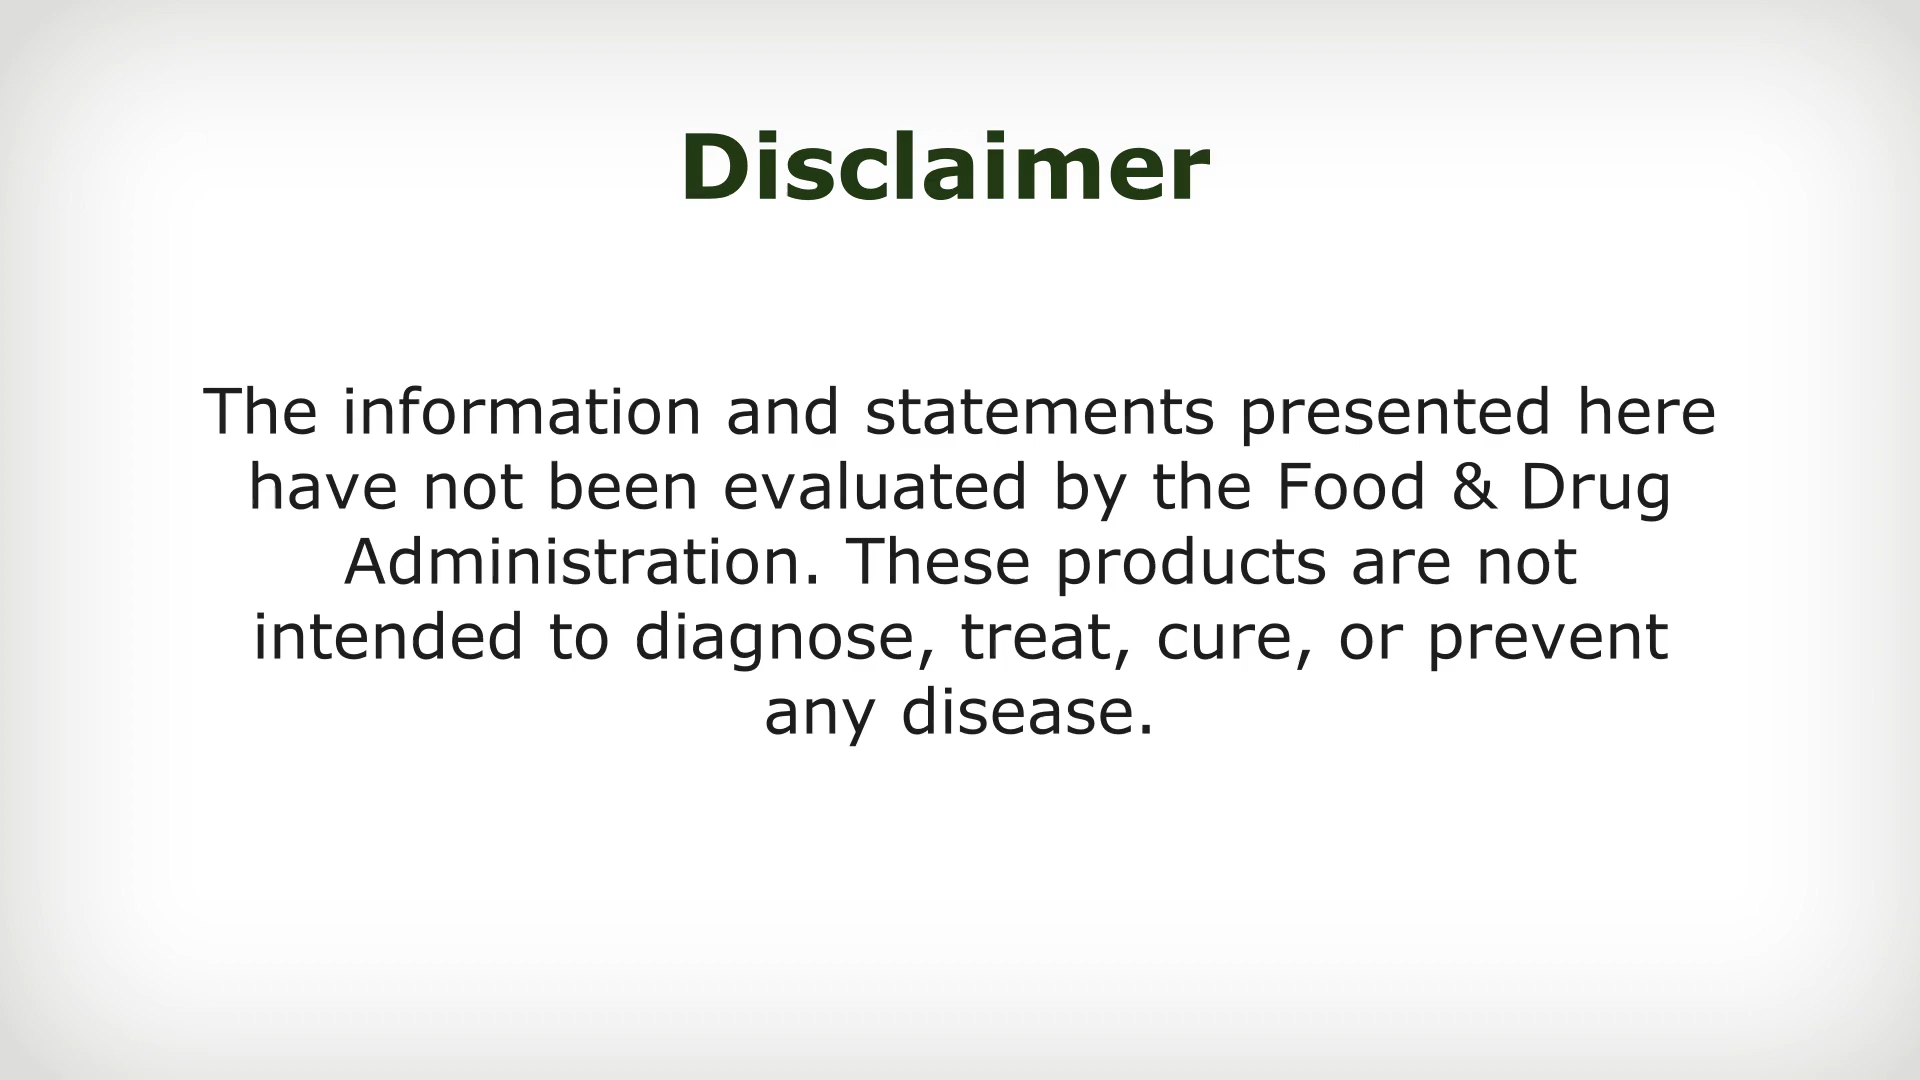 Disclaimer
The information and statements presented here
have not been evaluated by the Food & Drug
Administration. These products are not
intended to diagnose, treat, cure, or prevent
any disease.